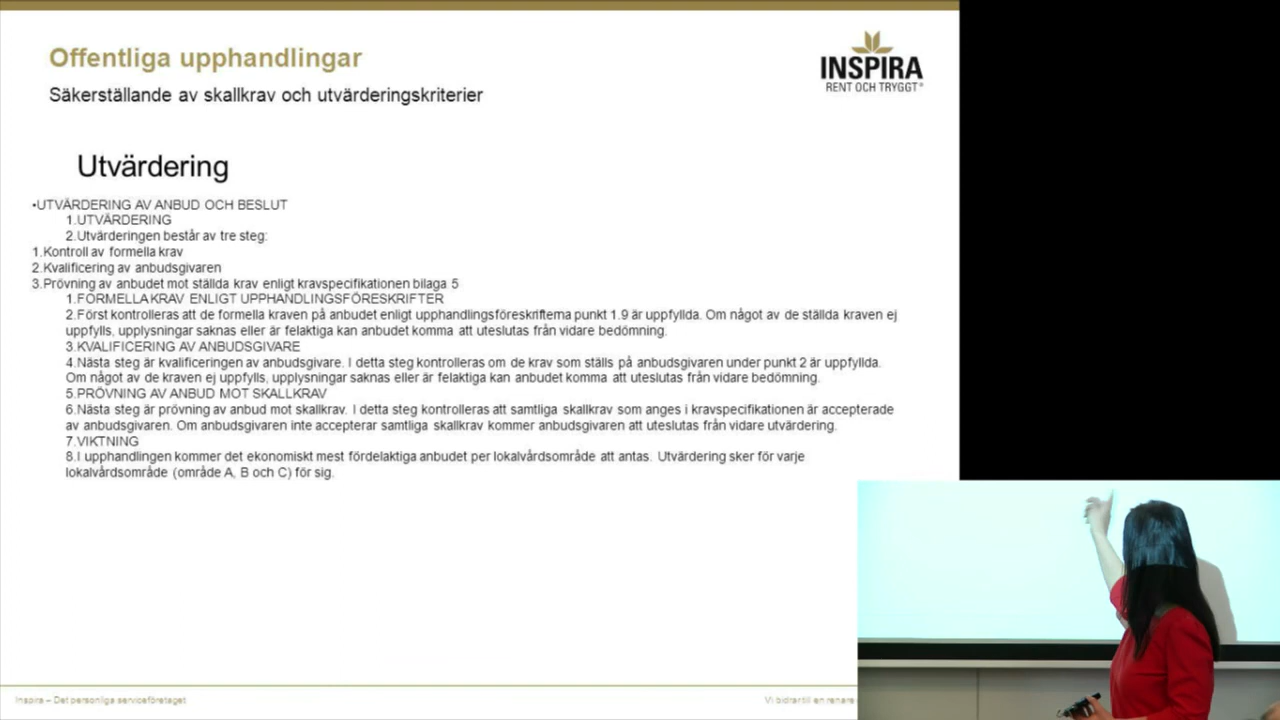 Offentliga upphandlingar
Säkerställande av skallkrav och utvärderingskriterier
INSPIRA
RENT OCH TRYGGT®
Utvärdering
•UTVÄRDERING AV ANBUD OCH BESLUT
1.UTVÄRDERING
2.Utvärderingen består av tre steg:
1.Kontroll av formella krav
2.Kvalificering av anbudsgivaren
3.Prövning av anbudet mot ställda krav enligt kravspecifikationen bilaga 5
1.FORMELLA KRAV ENLIGT UPPHANDLINGSFÖRESKRIFTER
2.Först kontrolleras att de formella kraven på anbudet enligt upphandlingsföreskrifterna punkt 1.9 är uppfyllda. Om något av de ställda kraven ej
uppfylls, upplysningar saknas eller är felaktiga kan anbudet komma att uteslutas från vidare bedömning.
3.KVALIFICERING AV ANBUDSGIVARE
4.Nästa steg är kvalificeringen av anbudsgivare. I detta steg kontrolleras om de krav som ställs på anbudsgivaren under punkt 2 är uppfyllda.
Om något av de kraven ej uppfylls, upplysningar saknas eller är felaktiga kan anbudet komma att uteslutas från vidare bedömning.
5.PRÖVNING AV ANBUD MOT SKALLKRAV
6.Nästa steg är prövning av anbud mot skallkrav. I detta steg kontrolleras att samtliga skallkrav som anges i kravspecifikationen är accepterade
av anbudsgivaren. Om anbudsgivaren inte accepterar samtliga skallkrav kommer anbudsgivaren att uteslutas från vidare utvärdering.
7.VIKTNING
8.I upphandlingen kommer det ekonomiskt mest fördelaktiga anbudet per lokalvårdsområde att antas. Utvärdering sker för varje
lokalvårdsområde (område A, B och C) för sig.
Inspira – Det personliga serviceföretaget
Vi bidrar till en renare